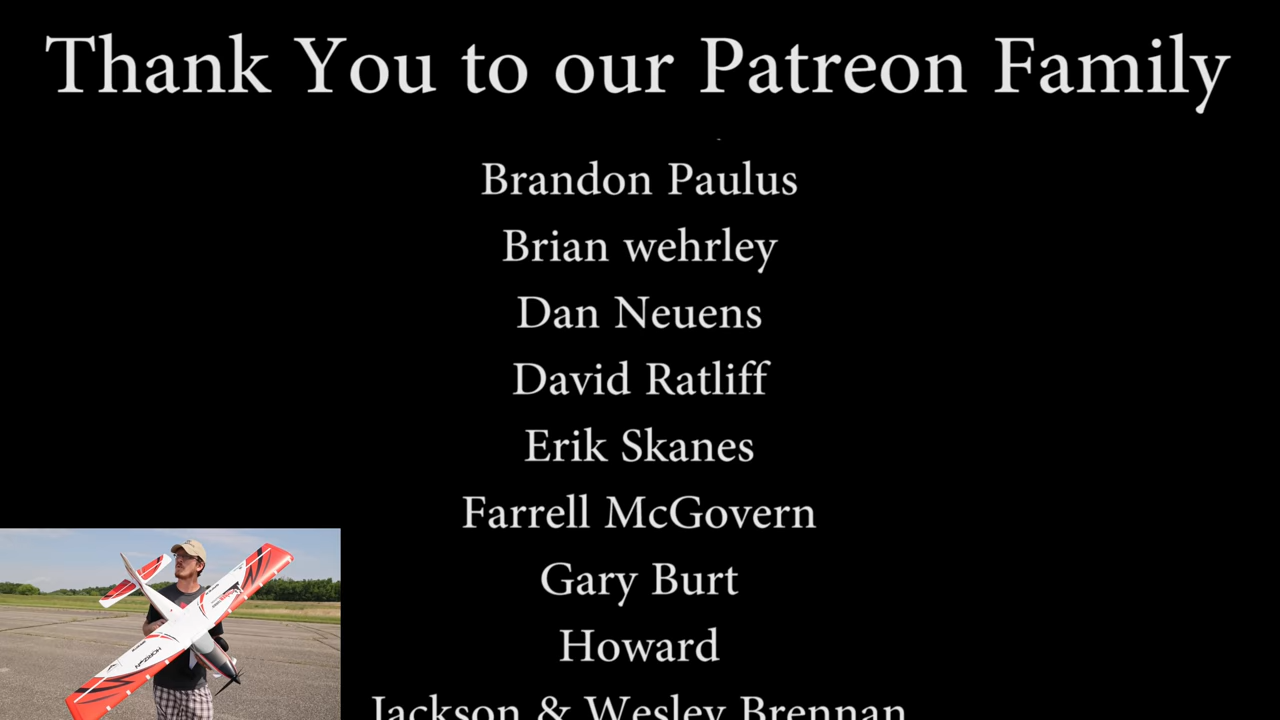 Thank You to our Patreon Family
Brandon Paulus
Brian wehrley
Dan Neuens
David Ratliff
Erik Skanes
Farrell McGovern
Gary Burt
Howard
Jackson & Wesley Brennan